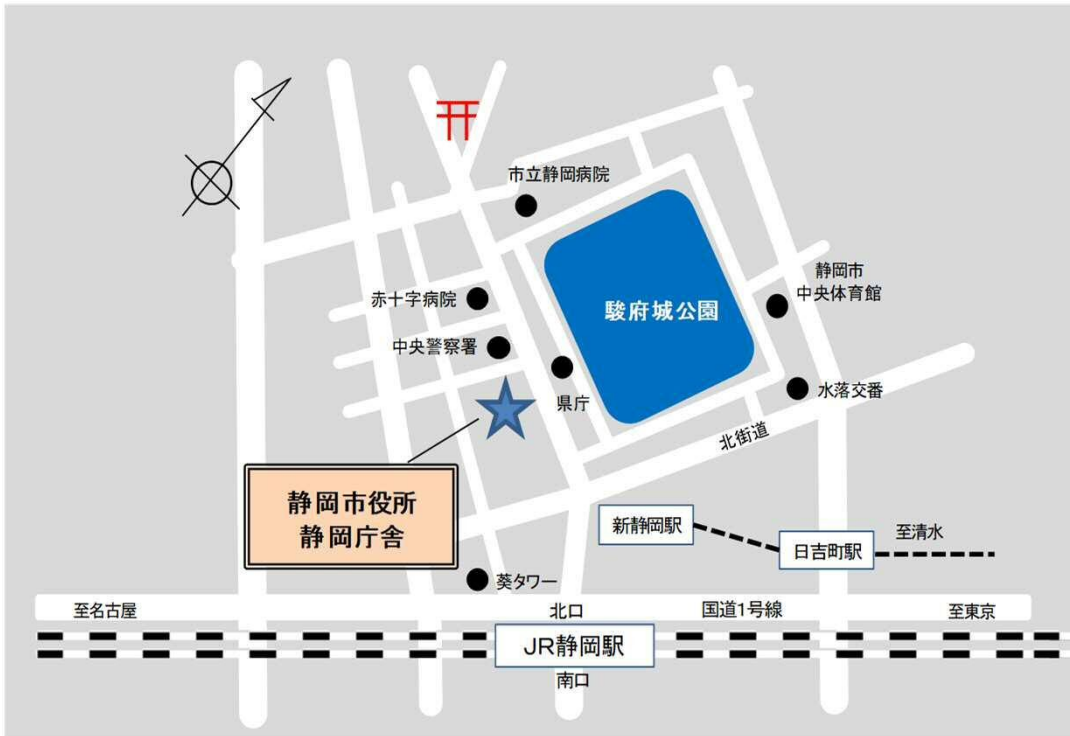 市立静岡病院
静岡市
中央体育館
赤十字病院
駿府城公園
中央警察署
県庁
水落交番
北街道
静岡市役所
静岡庁舎
新静岡駅
日吉町駅
至清水
葵タワー
至名古屋
北口
国道1号線
至東京
JR静岡駅
南口